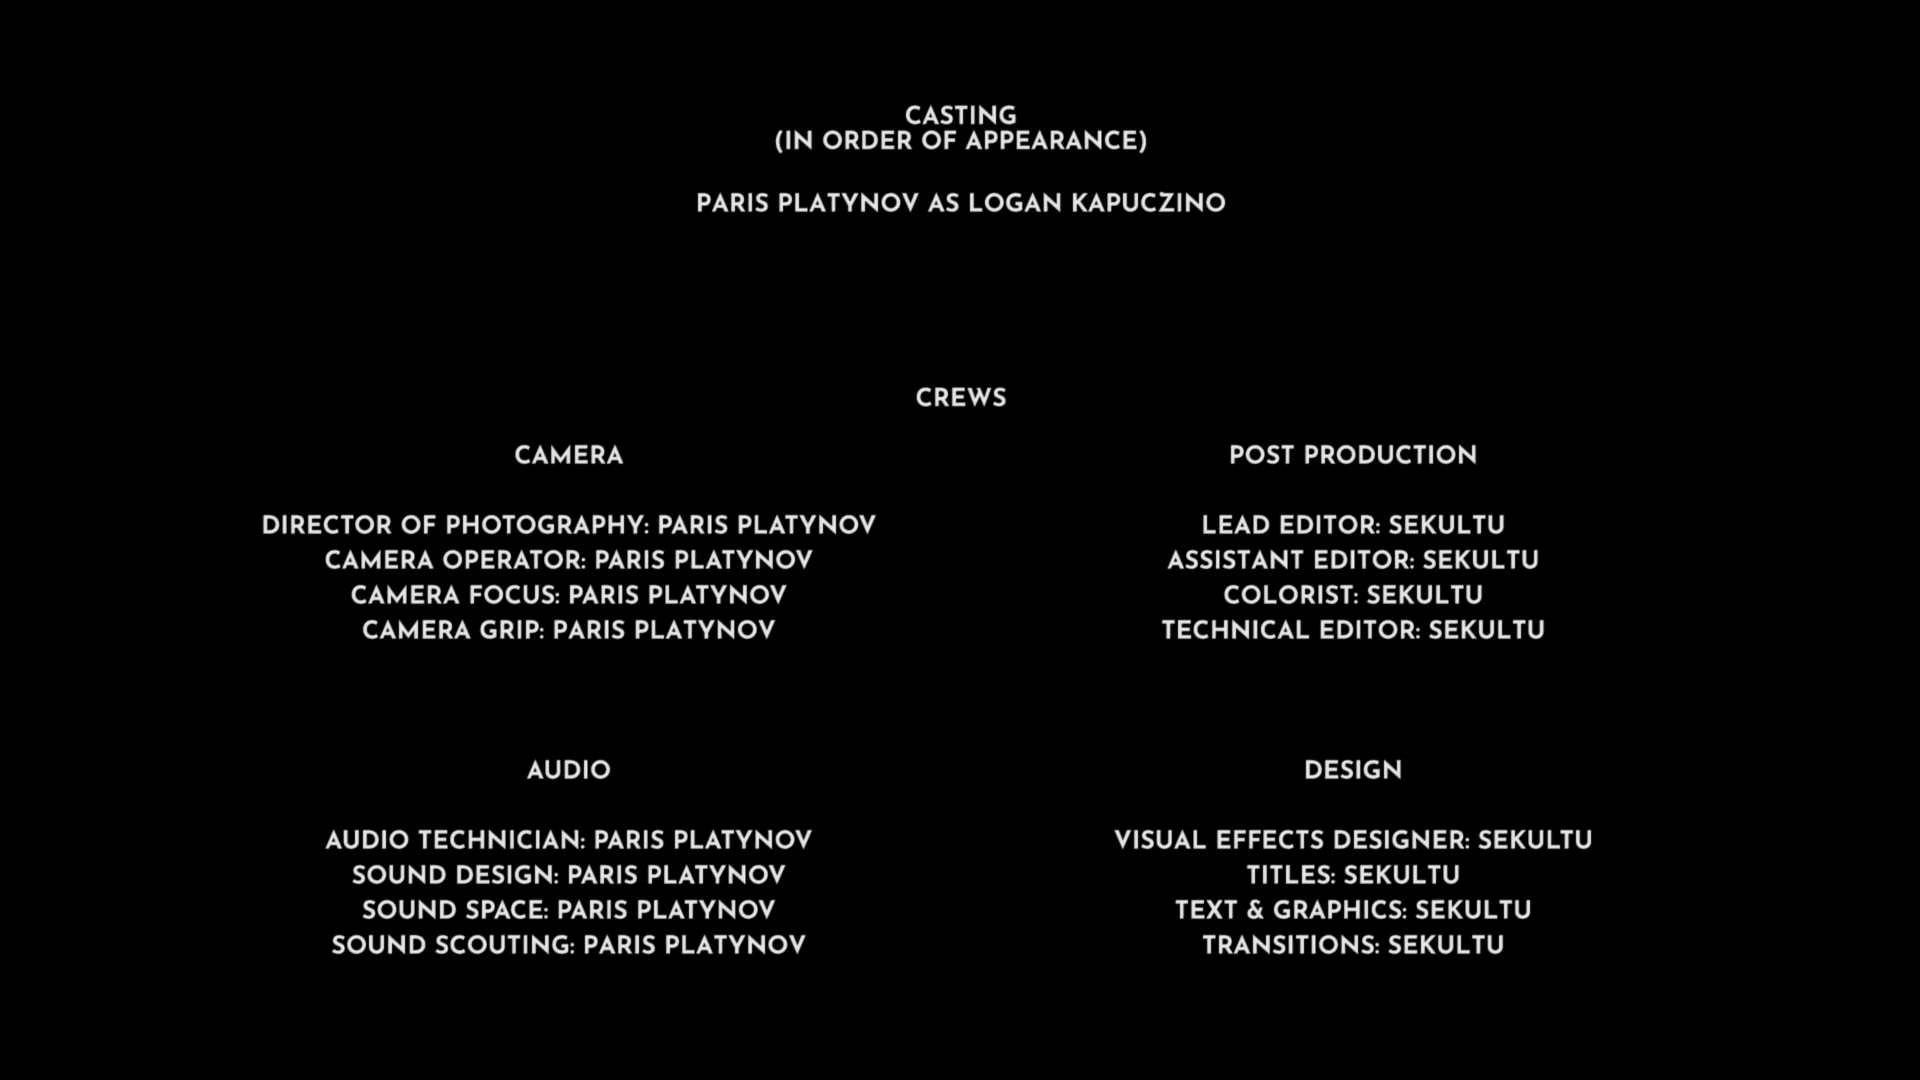 CASTING
(IN ORDER OF APPEARANCE)
PARIS PLATYNOV AS LOGAN KAPUCZINO
CREWS
CAMERA
DIRECTOR OF PHOTOGRAPHY: PARIS PLATYNOV
CAMERA OPERATOR: PARIS PLATYNOV
CAMERA FOCUS: PARIS PLATYNOV
CAMERA GRIP: PARIS PLATYNOV
POST PRODUCTION
LEAD EDITOR: SEKULTU
ASSISTANT EDITOR: SEKULTU
COLORIST: SEKULTU
TECHNICAL EDITOR: SEKULTU
AUDIO
AUDIO TECHNICIAN: PARIS PLATYNOV
SOUND DESIGN: PARIS PLATYNOV
SOUND SPACE: PARIS PLATYNOV
SOUND SCOUTING: PARIS PLATYNOV
DESIGN
VISUAL EFFECTS DESIGNER: SEKULTU
TITLES: SEKULTU
TEXT & GRAPHICS: SEKULTU
TRANSITIONS: SEKULTU